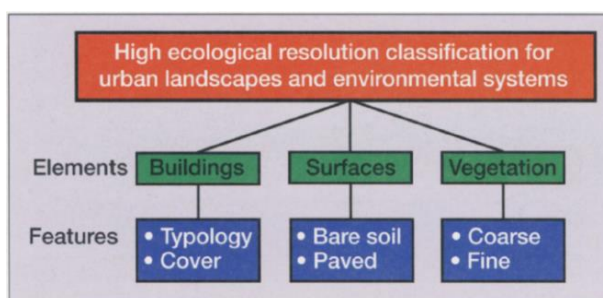 High ecological resolution classification for
urban landscapes and environmental systems
Elements Buildings Surfaces Vegetation
Features • Typology • Bare soil • Coarse
• Cover • Paved • Fine